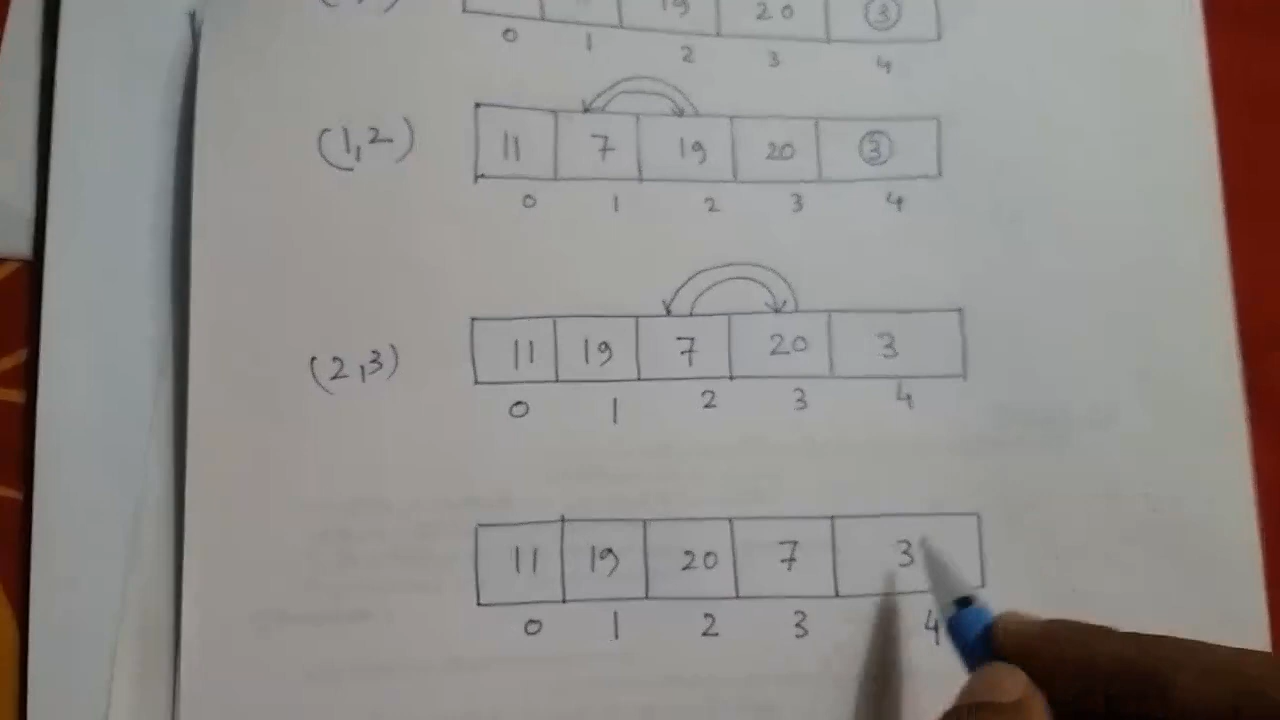 19 20 3
0 1 2 3 4
(1,2) 11 7 19 20 3
0 1 2 3 4
(2,3) 11 19 7 20 3
0 1 2 3 4
11 19 20 7 3
0 1 2 3 4